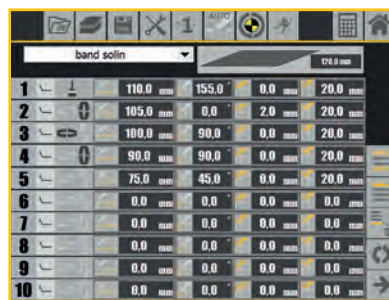 1 AUTO
band solin 120,0 mm
1 110,0 mm 155,0 ° 0,0 mm 20,0 mm
2 105,0 mm 0,0 ° 2,0 mm 20,0 mm
3 100,0 mm 90,0 ° 0,0 mm 20,0 mm
4 90,0 mm 90,0 ° 0,0 mm 20,0 mm
5 75,0 mm 45,0 ° 0,0 mm 20,0 mm
6 0,0 mm 0,0 ° 0,0 mm 0,0 mm
7 0,0 mm 0,0 ° 0,0 mm 0,0 mm
8 0,0 mm 0,0 ° 0,0 mm 0,0 mm
9 0,0 mm 0,0 ° 0,0 mm 0,0 mm
10 0,0 mm 0,0 ° 0,0 mm 0,0 mm